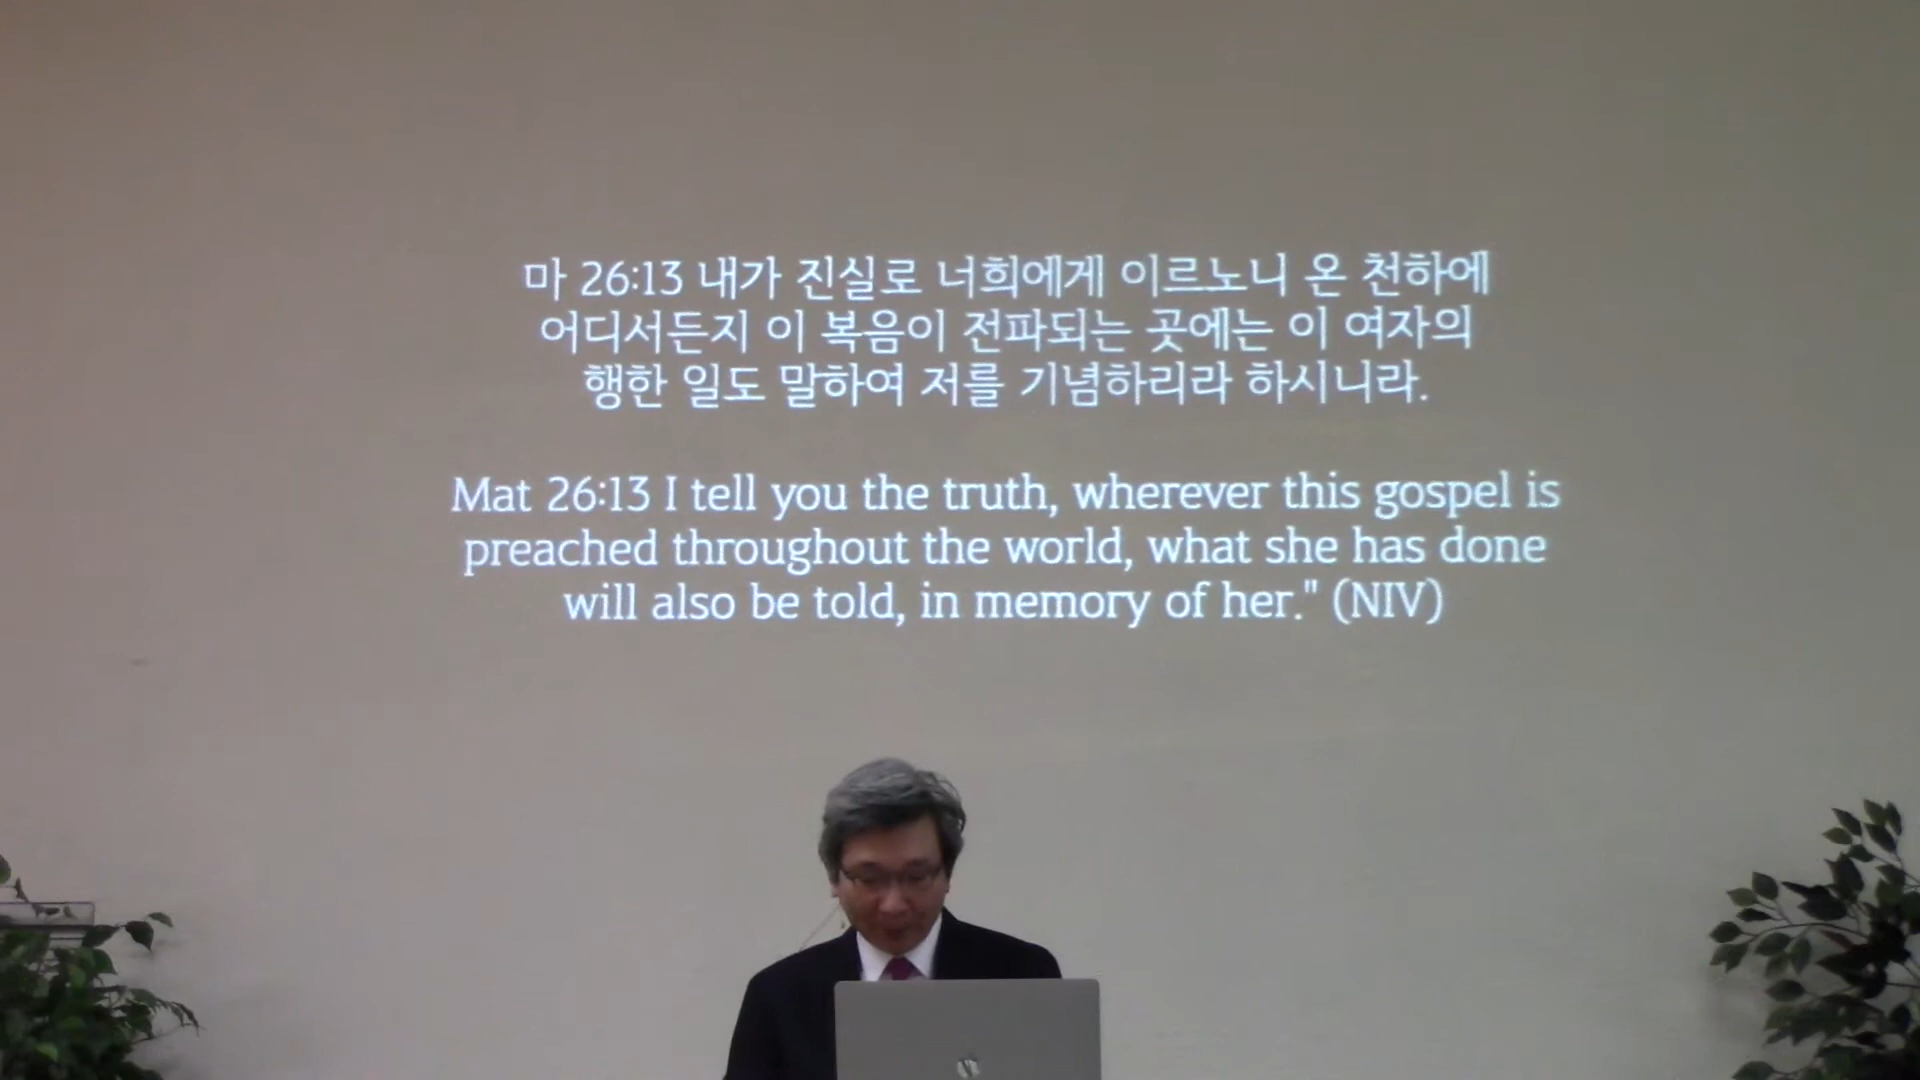 마 26:13 내가 진실로 너희에게 이르노니 온 천하에
어디서든지 이 복음이 전파되는 곳에는 이 여자의
행한 일도 말하여 저를 기념하리라 하시니라.
Mat 26:13 I tell you the truth, wherever this gospel is
preached throughout the world, what she has done
will also be told, in memory of her." (NIV)